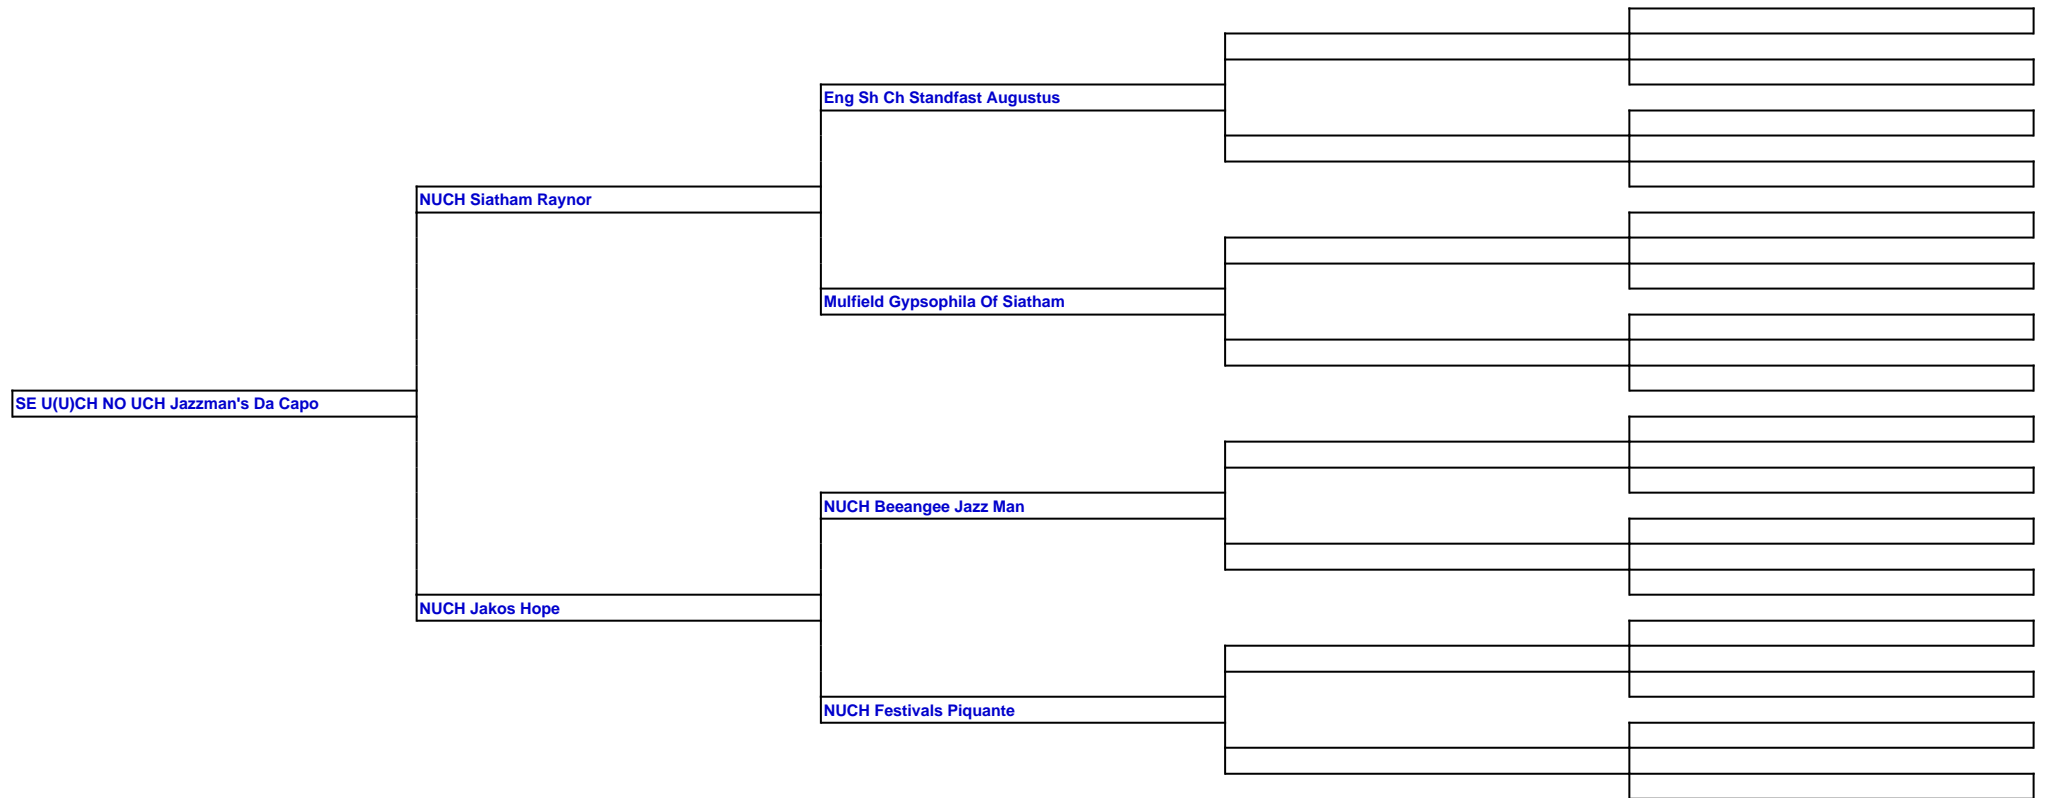 Eng Sh Ch Standfast Augustus
NUCH Siatham Raynor
Mulfield Gypsophila Of Siatham
SE U(U)CH NO UCH Jazzman's Da Capo
NUCH Beeangee Jazz Man
NUCH Jakos Hope
NUCH Festivals Piquante